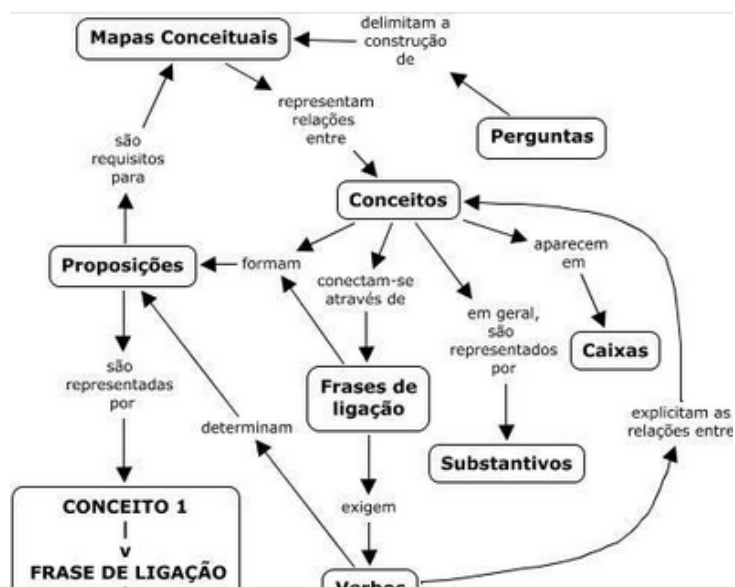 delimitam a
construção
de
Mapas Conceituais
representam
relações
entre
Perguntas
são
requisitos
para
Conceitos
Proposições
formam
aparecem
em
conectam-se
através de
em geral,
são
representados
por
Caixas
são
representadas
por
Frases de
ligação
determinam
explicitam as
relações entre
Substantivos
exigem
CONCEITO 1
|
v
FRASE DE LIGAÇÃO
Verbos